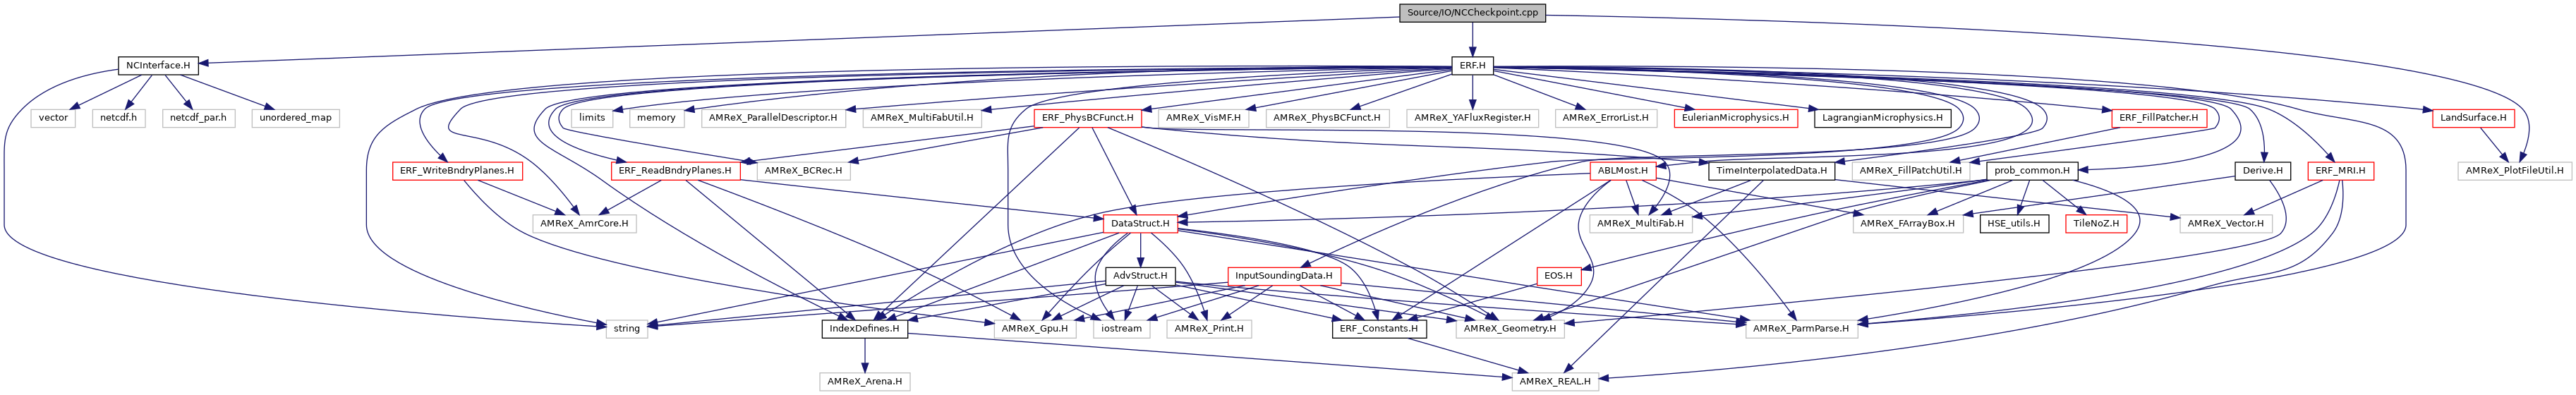 Source/IO/NCCheckpoint.cpp
NCInterface.H
ERF.H
vector
netcdf.h
netcdf_par.h
unordered_map
limits
memory
AMReX_ParallelDescriptor.H
AMReX_MultiFabUtil.H
ERF_PhysBCFunct.H
AMReX_VisMF.H
AMReX_PhysBCFunct.H
AMReX_YAFluxRegister.H
AMReX_ErrorList.H
EulerianMicrophysics.H
LagrangianMicrophysics.H
ERF_FillPatcher.H
LandSurface.H
ERF_WriteBndryPlanes.H
ERF_ReadBndryPlanes.H
AMReX_BCRec.H
ABLMost.H
TimeInterpolatedData.H
AMReX_FillPatchUtil.H
prob_common.H
Derive.H
ERF_MRI.H
AMReX_PlotFileUtil.H
AMReX_AmrCore.H
DataStruct.H
AMReX_MultiFab.H
AMReX_FArrayBox.H
HSE_utils.H
TileNoZ.H
AMReX_Vector.H
AdvStruct.H
InputSoundingData.H
EOS.H
string
IndexDefines.H
AMReX_Gpu.H
iostream
AMReX_Print.H
ERF_Constants.H
AMReX_Geometry.H
AMReX_ParmParse.H
AMReX_Arena.H
AMReX_REAL.H